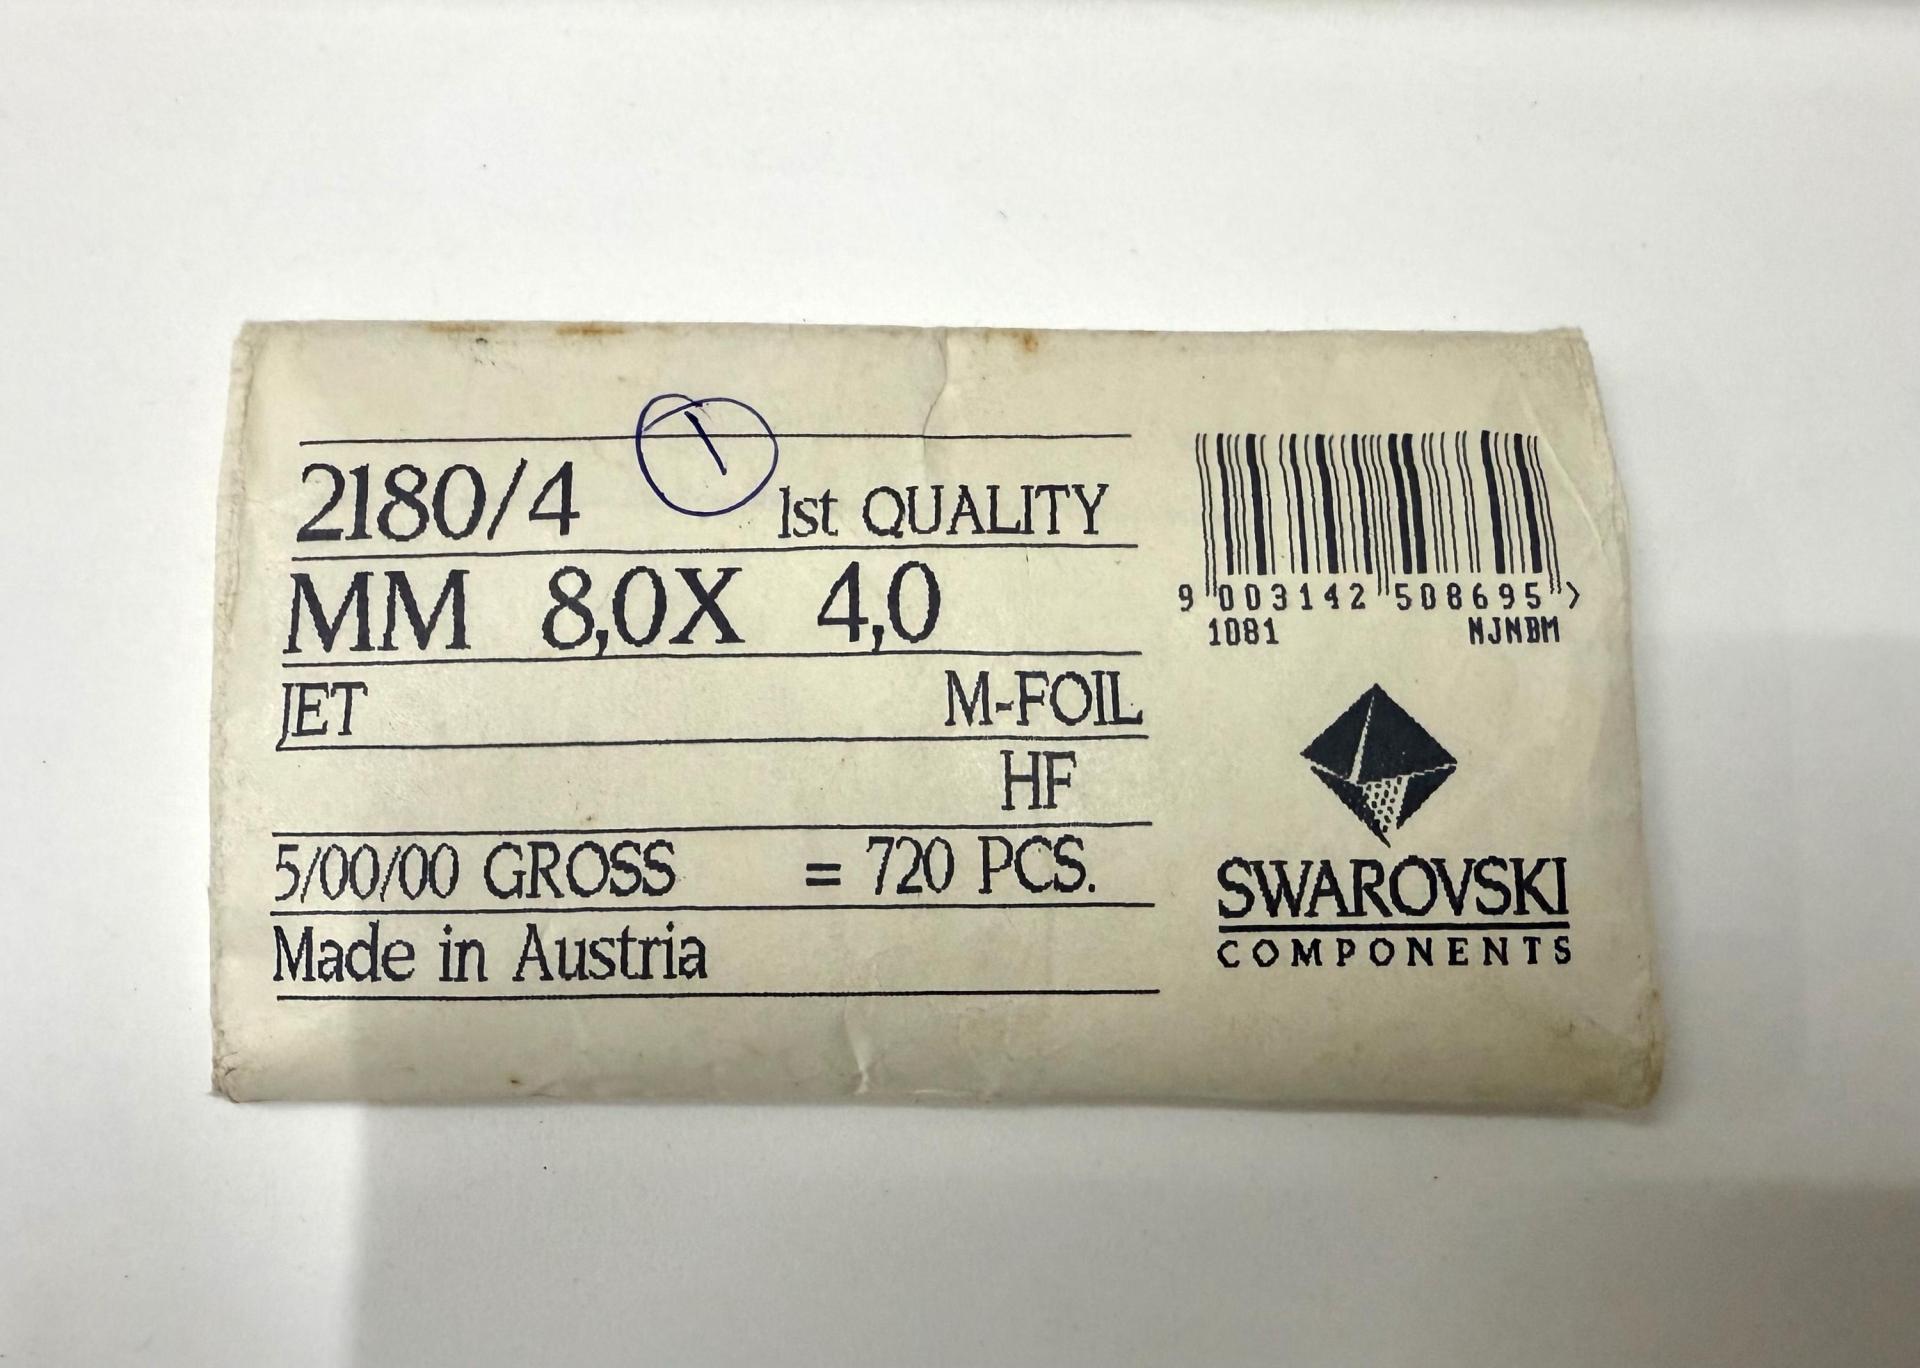 1
2180/4 1st QUALITY
MM 8,0X 4,0
JET M-FOIL
HF
5/00/00 GROSS = 720 PCS.
Made in Austria
9 003142 508695 >
1081 NJNBM
SWAROVSKI
COMPONENTS